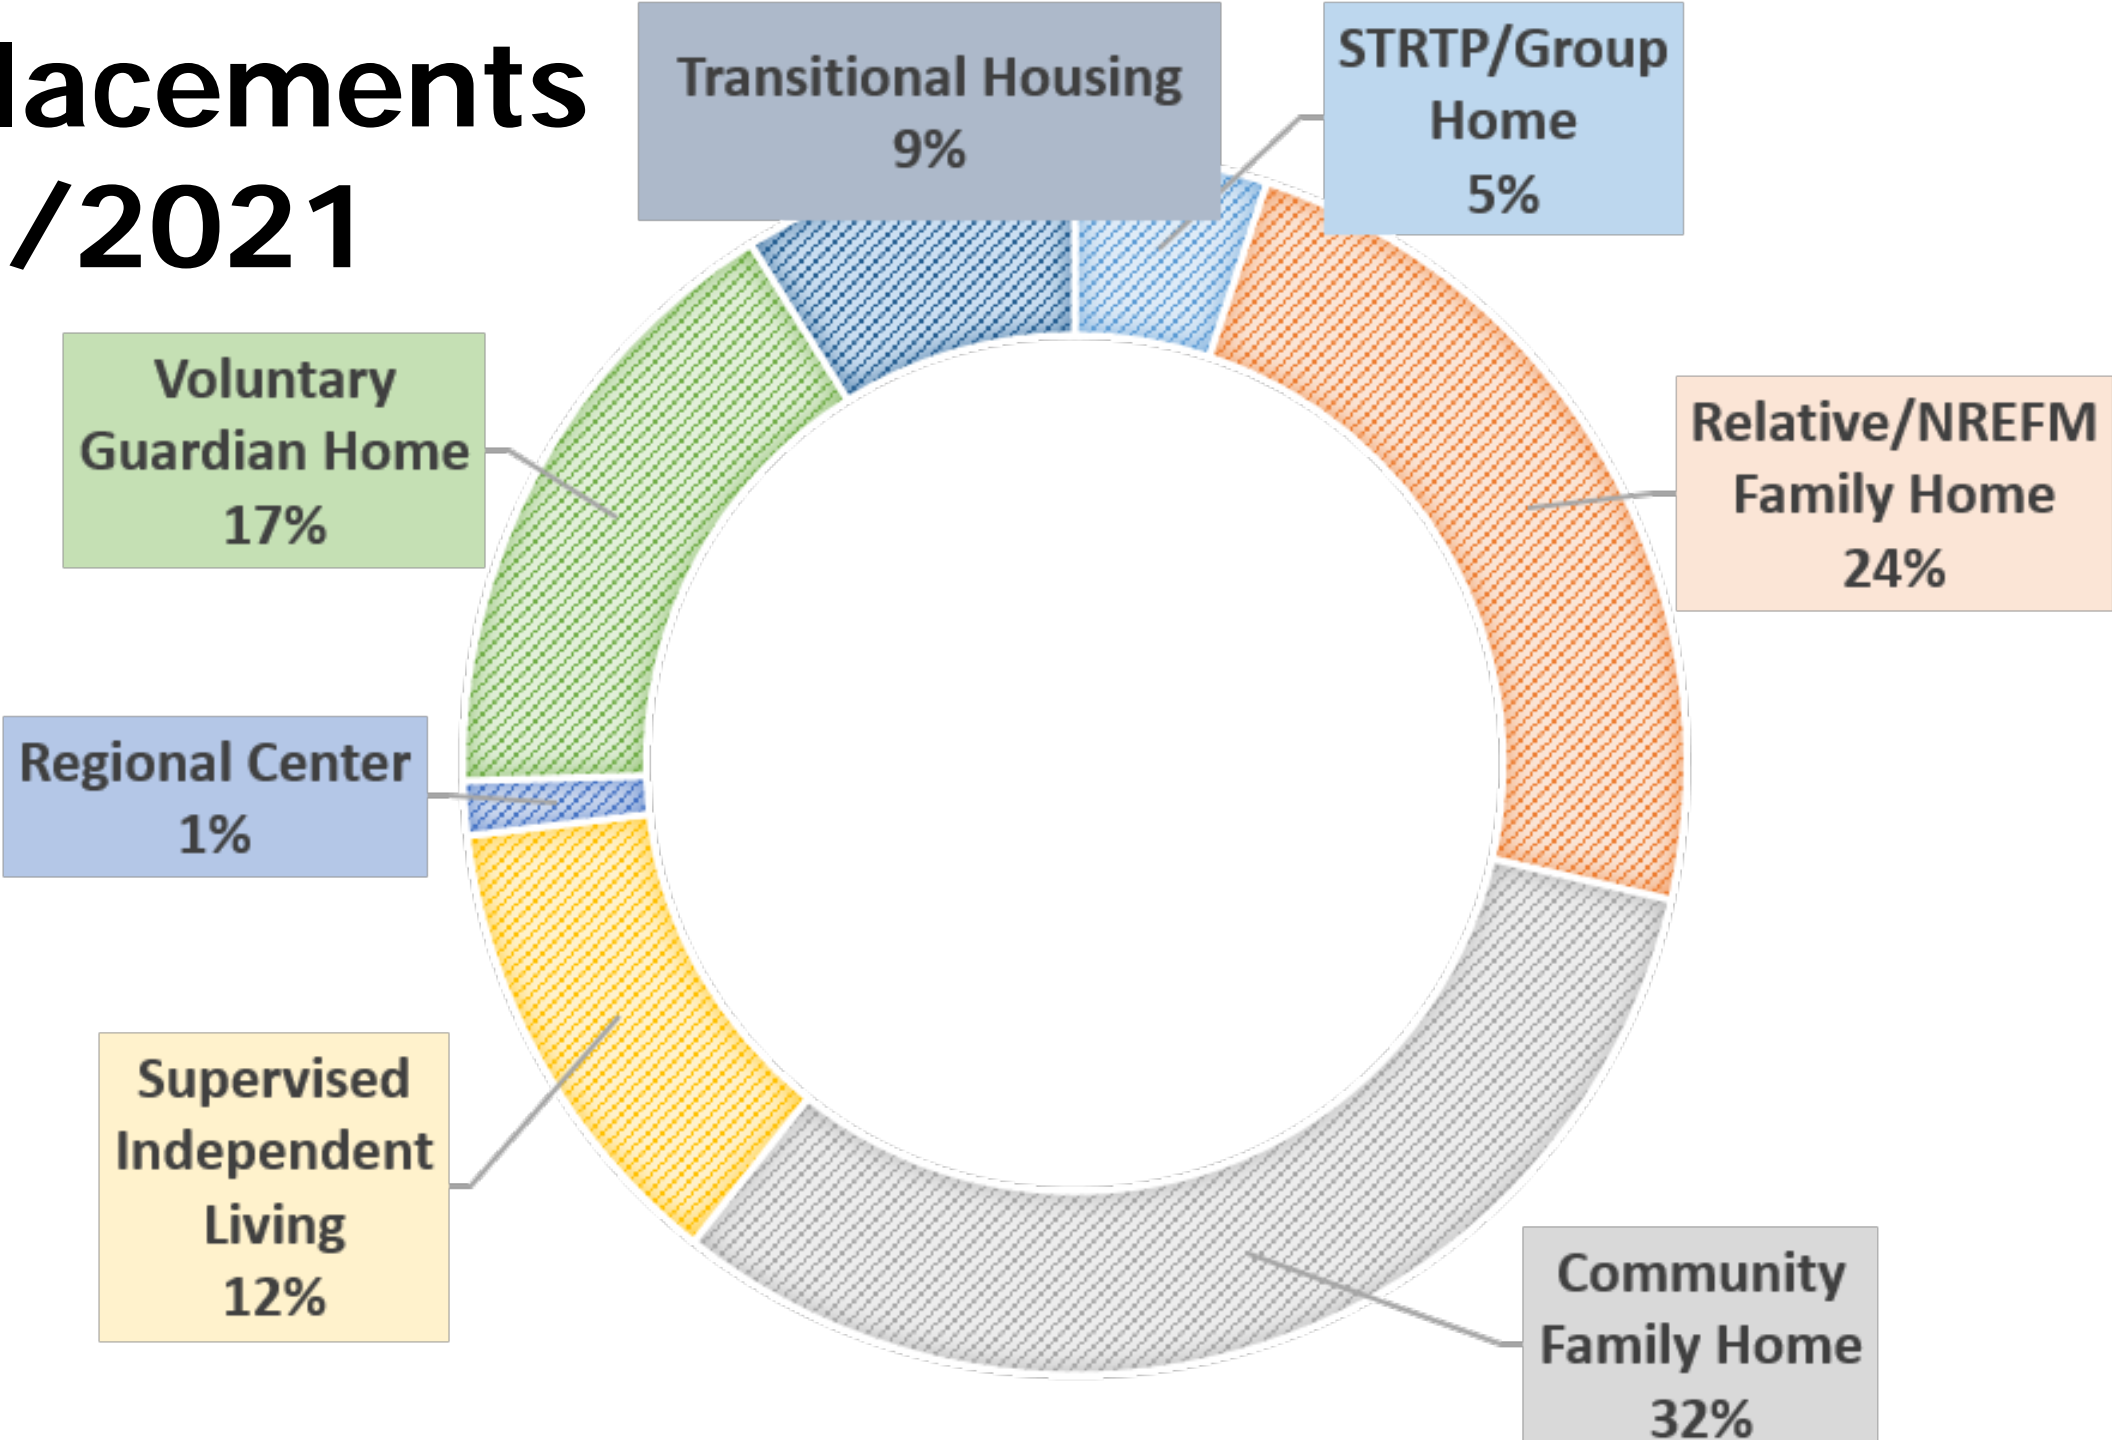 lacements
/2021
Transitional Housing
9%
STRTP/Group
Home
5%
Relative/NREFM
Family Home
24%
Community
Family Home
32%
Supervised
Independent
Living
12%
Regional Center
1%
Voluntary
Guardian Home
17%